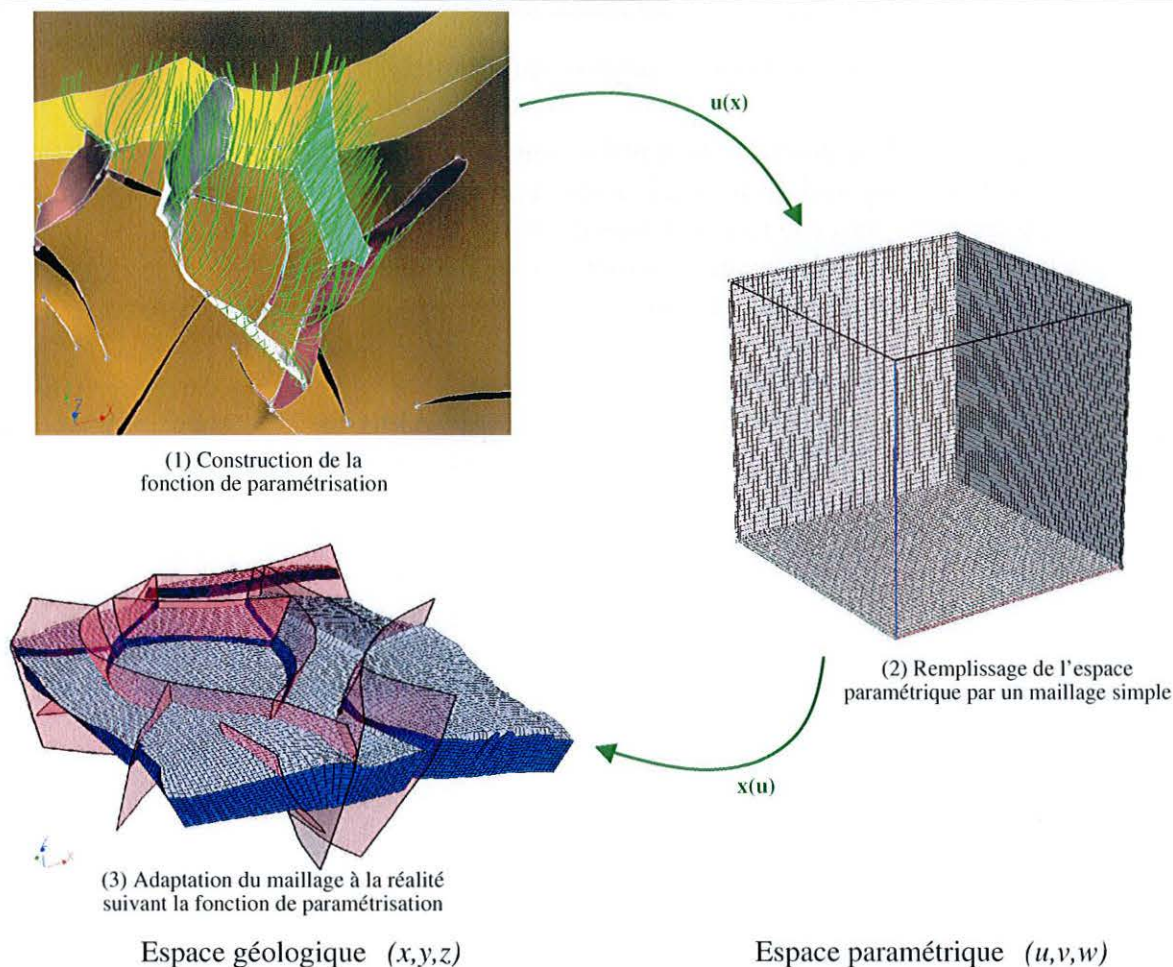 u(x)
(1) Construction de la
fonction de paramétrisation
(2) Remplissage de l'espace
paramétrique par un maillage simple
x(u)
(3) Adaptation du maillage à la réalité
suivant la fonction de paramétrisation
Espace géologique (x,y,z)
Espace paramétrique (u,v,w)